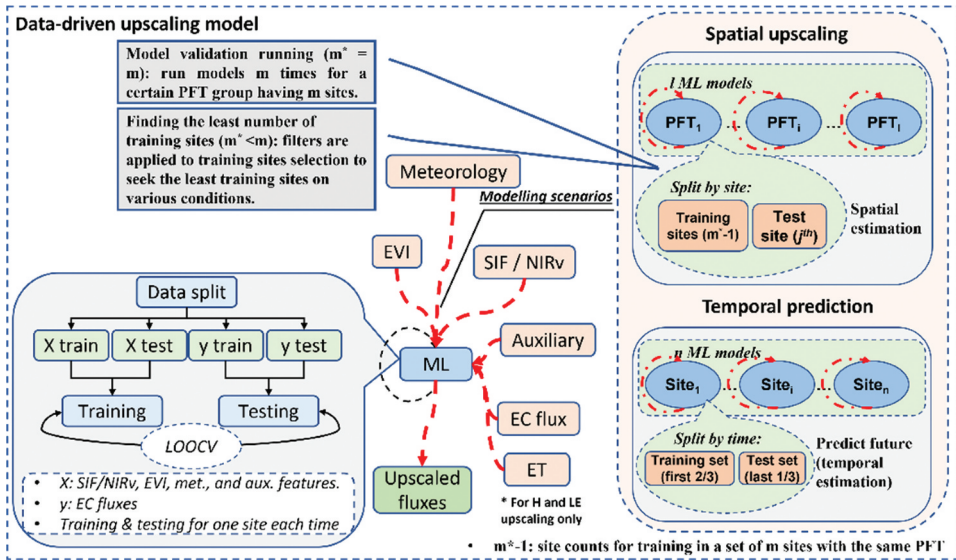 Data-driven upscaling model
Model validation running (m* =
m): run models m times for a
certain PFT group having m sites.
Finding the least number of
training sites (m* <m): filters are
applied to training sites selection to
seek the least training sites on
various conditions.
Meteorology
Modelling scenarios
EVI
SIF / NIRv
Auxiliary
ML
EC flux
ET
* For H and LE
upscaling only
Upscaled
fluxes
Data split
X train
X test
y train
y test
Training
Testing
LOOCV
• X: SIF/NIRv, EVI, met., and aux. features.
• y: EC fluxes
• Training & testing for one site each time
Spatial upscaling
l ML models
PFT1 ... PFTi ... PFTl
Split by site:
Training
sites (m*-1)
Test
site (jth)
Spatial
estimation
Temporal prediction
n ML models
Site1 ... Sitei ... Siten
Split by time:
Training set
(first 2/3)
Test set
(last 1/3)
Predict future
(temporal
estimation)
• m*-1: site counts for training in a set of m sites with the same PFT